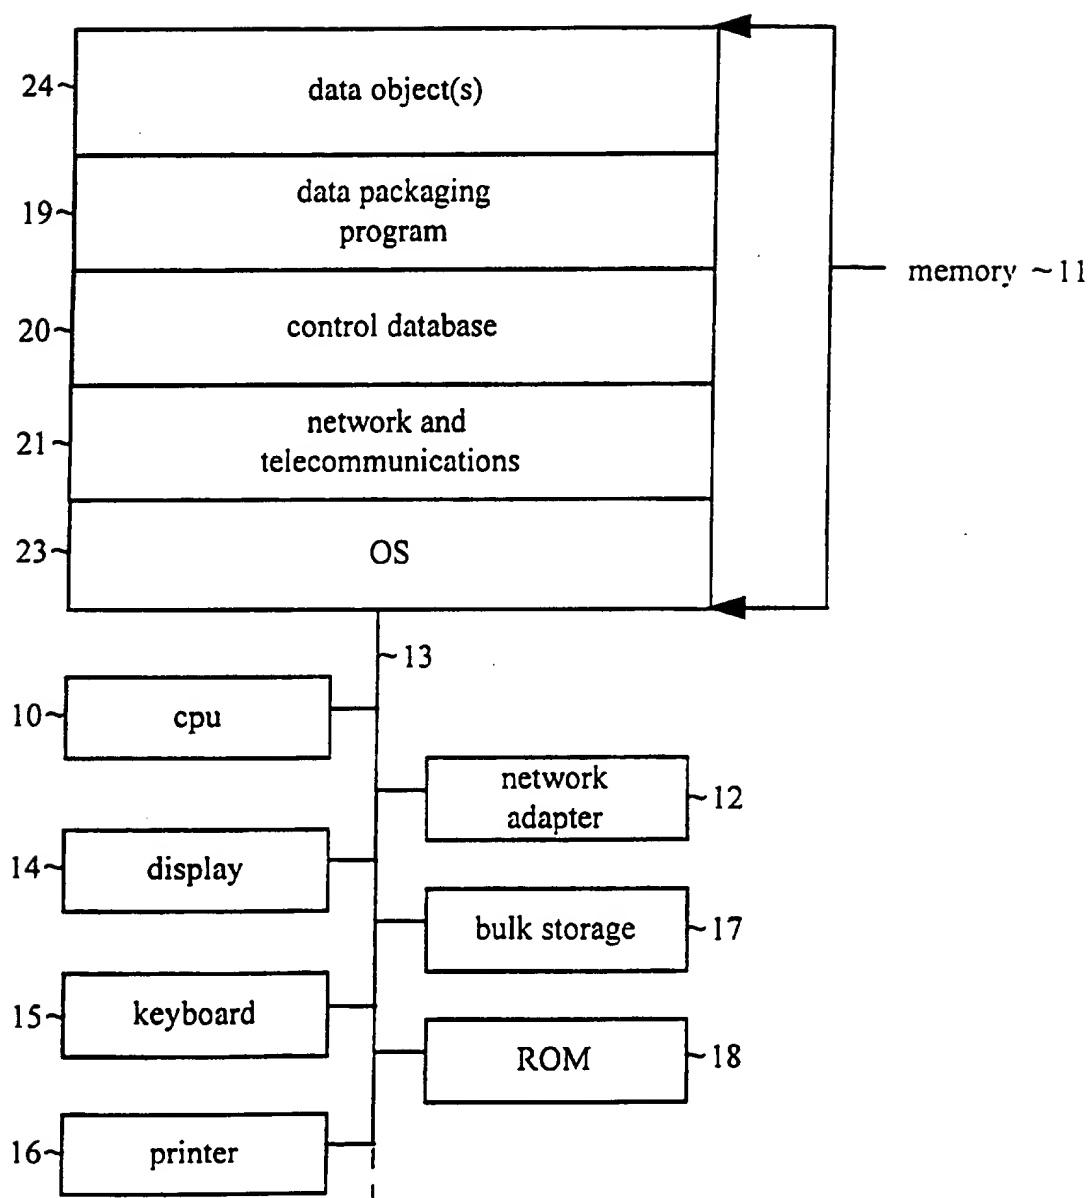 24~ data object(s)
19~ data packaging
program
memory ~11
20~ control database
21~ network and
telecommunications
23~ OS
~13
10~ cpu
network
adapter ~12
14~ display
bulk storage ~17
15~ keyboard
ROM ~18
16~ printer